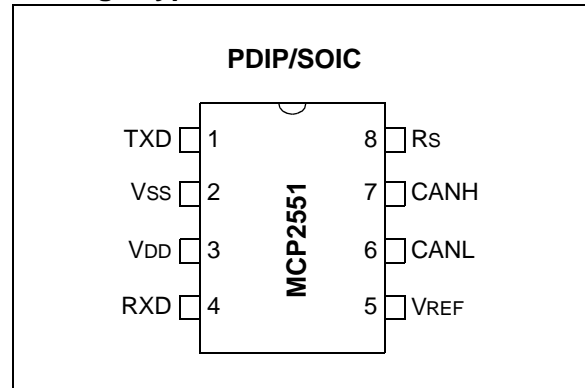 PDIP/SOIC
TXD 1 8 RS
VSS 2 7 CANH
VDD 3 6 CANL
RXD 4 5 VREF
MCP2551